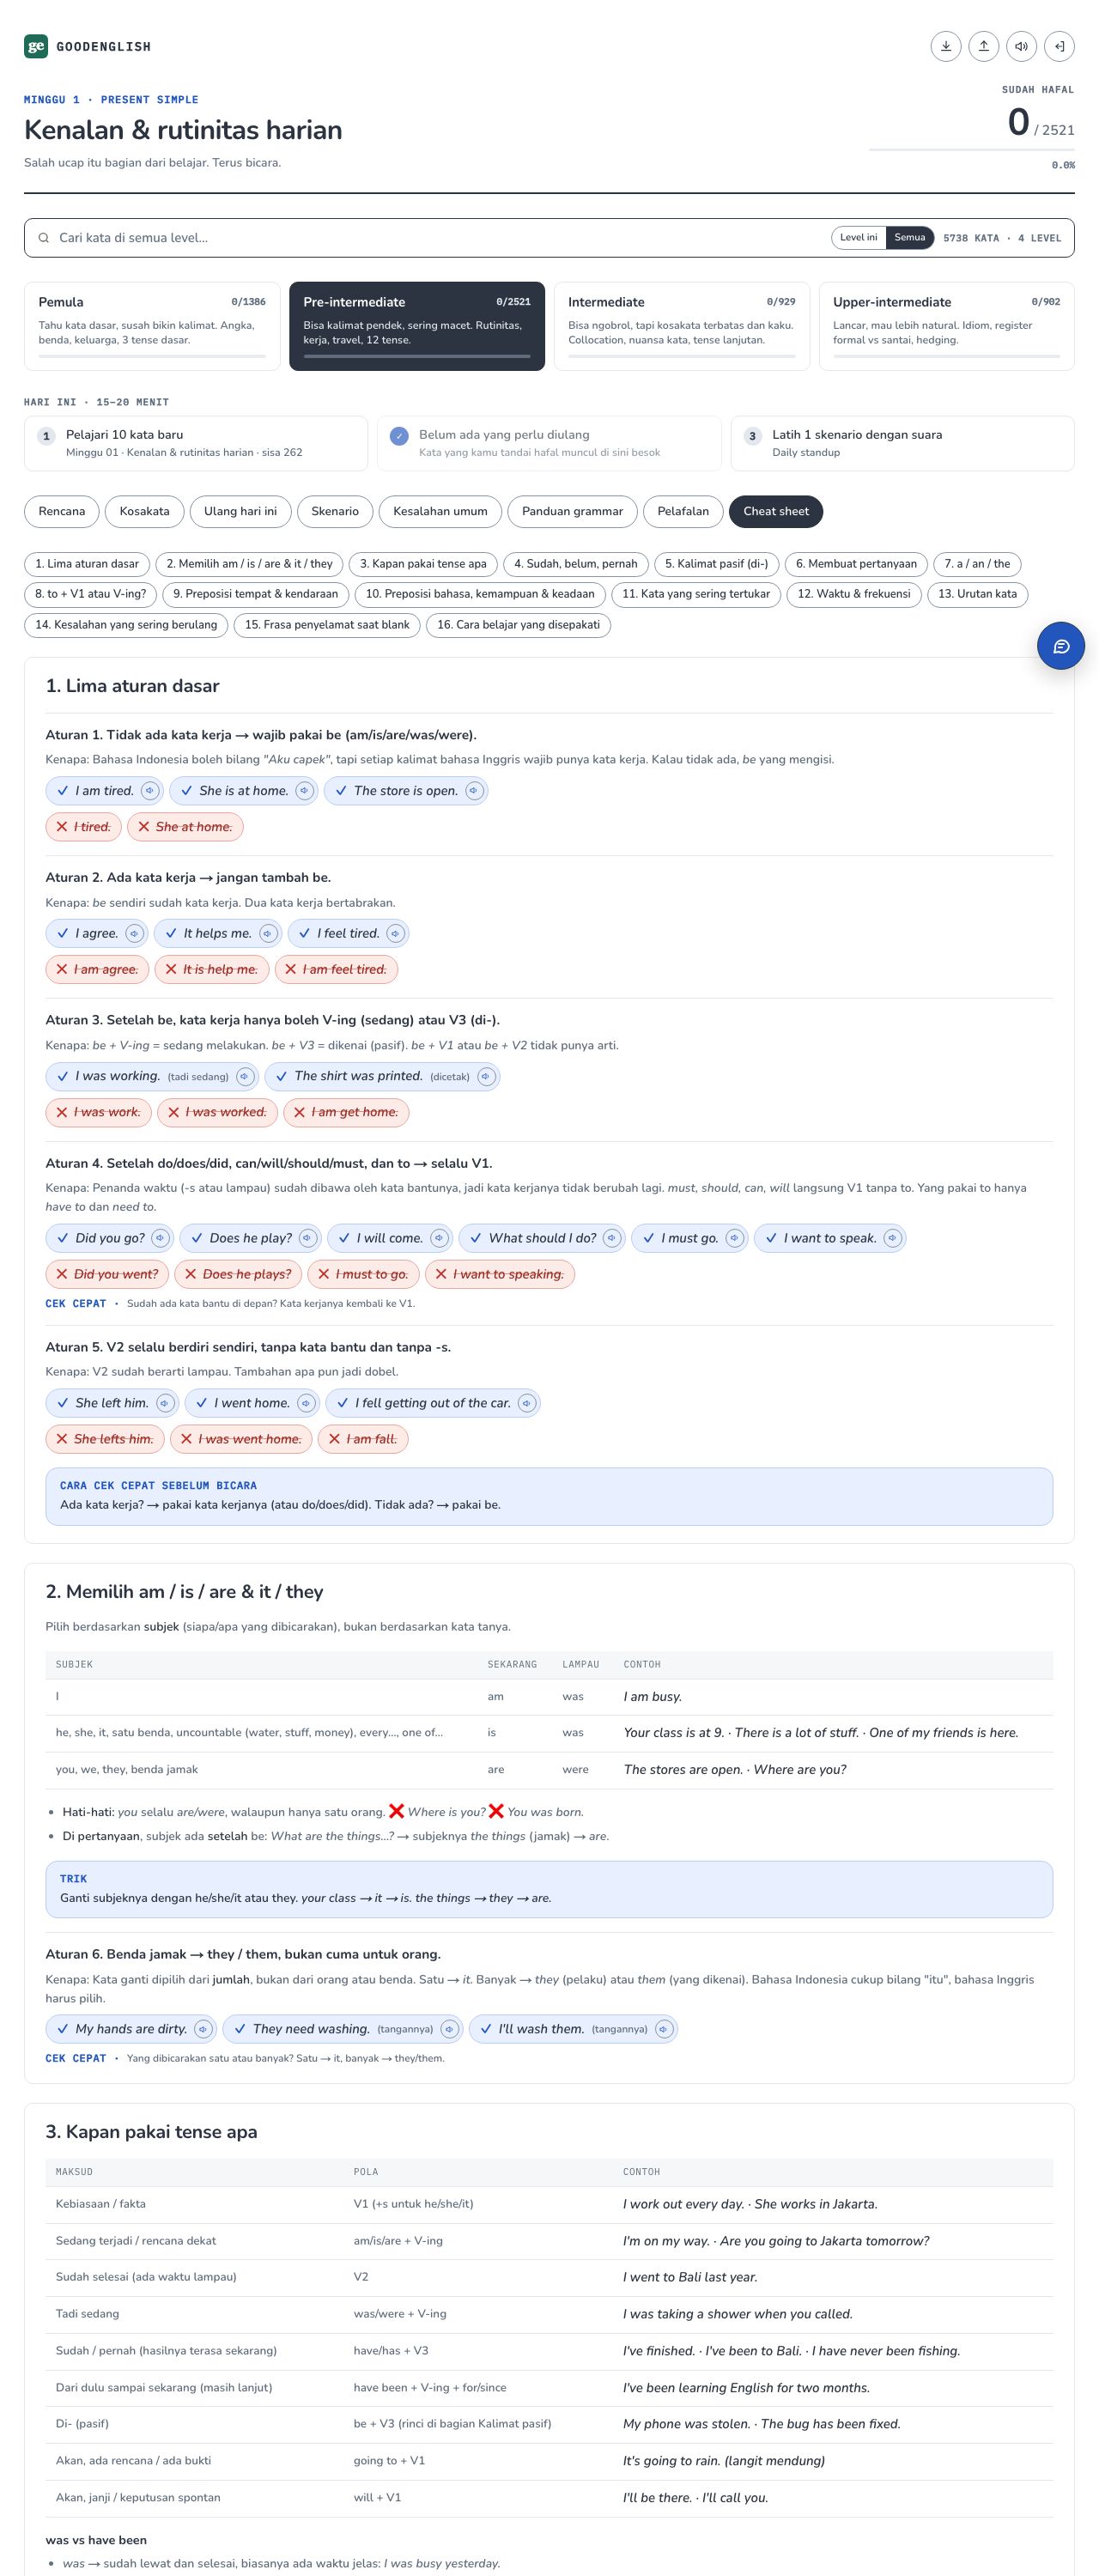 ge GOODENGLISH
MINGGU 1 · PRESENT SIMPLE
Kenalan & rutinitas harian
Salah ucap itu bagian dari belajar. Terus bicara.
SUDAH HAFAL
0 / 2521
0.0%
Cari kata di semua level...
Level ini Semua 5738 KATA · 4 LEVEL
Pemula 0/1386
Tahu kata dasar, susah bikin kalimat. Angka,
benda, keluarga, 3 tense dasar.
Pre-intermediate 0/2521
Bisa kalimat pendek, sering macet. Rutinitas,
kerja, travel, 12 tense.
Intermediate 0/929
Bisa ngobrol, tapi kosakata terbatas dan kaku.
Collocation, nuansa kata, tense lanjutan.
Upper-intermediate 0/902
Lancar, mau lebih natural. Idiom, register
formal vs santai, hedging.
HARI INI · 15–20 MENIT
1 Pelajari 10 kata baru
Minggu 01 · Kenalan & rutinitas harian · sisa 262
✓ Belum ada yang perlu diulang
Kata yang kamu tandai hafal muncul di sini besok
3 Latih 1 skenario dengan suara
Daily standup
Rencana Kosakata Ulang hari ini Skenario Kesalahan umum Panduan grammar Pelafalan Cheat sheet
1. Lima aturan dasar 2. Memilih am / is / are & it / they 3. Kapan pakai tense apa 4. Sudah, belum, pernah 5. Kalimat pasif (di-) 6. Membuat pertanyaan 7. a / an / the
8. to + V1 atau V-ing? 9. Preposisi tempat & kendaraan 10. Preposisi bahasa, kemampuan & keadaan 11. Kata yang sering tertukar 12. Waktu & frekuensi 13. Urutan kata
14. Kesalahan yang sering berulang 15. Frasa penyelamat saat blank 16. Cara belajar yang disepakati
1. Lima aturan dasar
Aturan 1. Tidak ada kata kerja → wajib pakai be (am/is/are/was/were).
Kenapa: Bahasa Indonesia boleh bilang "Aku capek", tapi setiap kalimat bahasa Inggris wajib punya kata kerja. Kalau tidak ada, be yang mengisi.
✓ I am tired. ✓ She is at home. ✓ The store is open.
✕ I tired. ✕ She at home.
Aturan 2. Ada kata kerja → jangan tambah be.
Kenapa: be sendiri sudah kata kerja. Dua kata kerja bertabrakan.
✓ I agree. ✓ It helps me. ✓ I feel tired.
✕ I am agree. ✕ It is help me. ✕ I am feel tired.
Aturan 3. Setelah be, kata kerja hanya boleh V-ing (sedang) atau V3 (di-).
Kenapa: be + V-ing = sedang melakukan. be + V3 = dikenai (pasif). be + V1 atau be + V2 tidak punya arti.
✓ I was working. (tadi sedang) ✓ The shirt was printed. (dicetak)
✕ I was work. ✕ I was worked. ✕ I am get home.
Aturan 4. Setelah do/does/did, can/will/should/must, dan to → selalu V1.
Kenapa: Penanda waktu (-s atau lampau) sudah dibawa oleh kata bantunya, jadi kata kerjanya tidak berubah lagi. must, should, can, will langsung V1 tanpa to. Yang pakai to hanya
have to dan need to.
✓ Did you go? ✓ Does he play? ✓ I will come. ✓ What should I do? ✓ I must go. ✓ I want to speak.
✕ Did you went? ✕ Does he plays? ✕ I must to go. ✕ I want to speaking.
CEK CEPAT · Sudah ada kata bantu di depan? Kata kerjanya kembali ke V1.
Aturan 5. V2 selalu berdiri sendiri, tanpa kata bantu dan tanpa -s.
Kenapa: V2 sudah berarti lampau. Tambahan apa pun jadi dobel.
✓ She left him. ✓ I went home. ✓ I fell getting out of the car.
✕ She lefts him. ✕ I was went home. ✕ I am fall.
CARA CEK CEPAT SEBELUM BICARA
Ada kata kerja? → pakai kata kerjanya (atau do/does/did). Tidak ada? → pakai be.
2. Memilih am / is / are & it / they
Pilih berdasarkan subjek (siapa/apa yang dibicarakan), bukan berdasarkan kata tanya.
SUBJEK SEKARANG LAMPAU CONTOH
I am was I am busy.
he, she, it, satu benda, uncountable (water, stuff, money), every..., one of... is was Your class is at 9. · There is a lot of stuff. · One of my friends is here.
you, we, they, benda jamak are were The stores are open. · Where are you?
• Hati-hati: you selalu are/were, walaupun hanya satu orang. ❌ Where is you? ❌ You was born.
• Di pertanyaan, subjek ada setelah be: What are the things...? → subjeknya the things (jamak) → are.
TRIK
Ganti subjeknya dengan he/she/it atau they. your class → it → is. the things → they → are.
Aturan 6. Benda jamak → they / them, bukan cuma untuk orang.
Kenapa: Kata ganti dipilih dari jumlah, bukan dari orang atau benda. Satu → it. Banyak → they (pelaku) atau them (yang dikenai). Bahasa Indonesia cukup bilang "itu", bahasa Inggris
harus pilih.
✓ My hands are dirty. ✓ They need washing. (tangannya) ✓ I'll wash them. (tangannya)
CEK CEPAT · Yang dibicarakan satu atau banyak? Satu → it, banyak → they/them.
3. Kapan pakai tense apa
MAKSUD POLA CONTOH
Kebiasaan / fakta V1 (+s untuk he/she/it) I work out every day. · She works in Jakarta.
Sedang terjadi / rencana dekat am/is/are + V-ing I'm on my way. · Are you going to Jakarta tomorrow?
Sudah selesai (ada waktu lampau) V2 I went to Bali last year.
Tadi sedang was/were + V-ing I was taking a shower when you called.
Sudah / pernah (hasilnya terasa sekarang) have/has + V3 I've finished. · I've been to Bali. · I have never been fishing.
Dari dulu sampai sekarang (masih lanjut) have been + V-ing + for/since I've been learning English for two months.
Di- (pasif) be + V3 (rinci di bagian Kalimat pasif) My phone was stolen. · The bug has been fixed.
Akan, ada rencana / ada bukti going to + V1 It's going to rain. (langit mendung)
Akan, janji / keputusan spontan will + V1 I'll be there. · I'll call you.
was vs have been
• was → sudah lewat dan selesai, biasanya ada waktu jelas: I was busy yesterday.